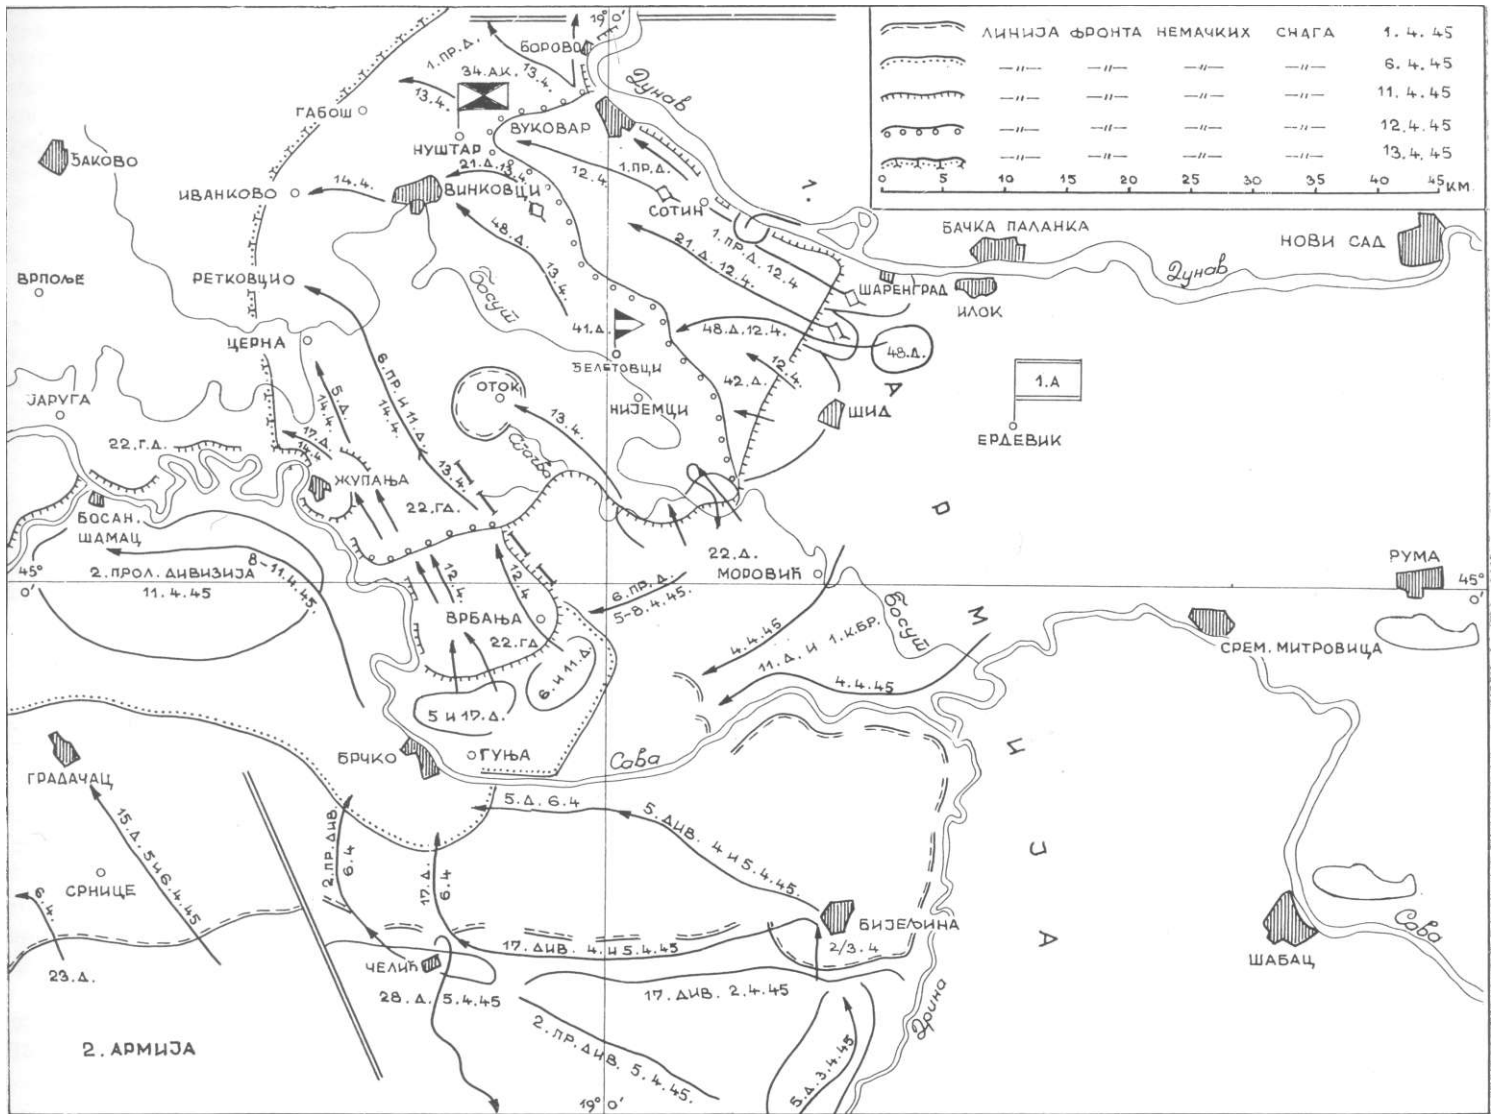 ЛИНИЈА ФРОНТА НЕМАЧКИХ СНАГА 1.4.45
—"— —"— —"— —"— 6.4.45
—"— —"— —"— —"— 11.4.45
—"— —"— —"— —"— 12.4.45
—"— —"— —"— —"— 13.4.45
0 5 10 15 20 25 30 35 40 45 КМ.
19° 0'
БОРОВО
1.ПР.Д.
13.4.
34.АК.
13.4.
Дунав
ГАБОШ
ВУКОВАР
НУШТАР
ЂАКОВО
21.Д.
13.4.
12.4.
1.ПР.Д.
ИВАНКОВО
14.4.
ВИНКОВЦИ
СОТИН
1. АРМИЈА
БАЧКА ПАЛАНКА
НОВИ САД
48.Д.
13.4.
21.Д. 12.4.
1.ПР.Д. 12.4
Дунав
ВРПОЉЕ
РЕТКОВЦИО
Босут
ШАРЕНГРАД
ИЛОК
ЦЕРНА
41.Д.
48.Д.12.4.
48.Д.
ЂЕЛЕТОВЦИ
12.4.
42.Д.
1.А
6.ПР. И 11.Д.
14.4.
5.Д.
14.4.
ОТОК
НИЈЕМЦИ
ШИД
ЈАРУГА
ЕРДЕВИК
13.4.
22.Г.Д.
17.Д.
14.4
ЖУПАЊА
13.4.
22.ГД.
БОСАН.
ШАМАЦ
22.Д.
МОРОВИЋ
РУМА
45°
0'
2.ПРОЛ.ДИВИЗИЈА
11.4.45
8–11.4.45.
12.4.
12.4
6.ПР.Д.
5–8.4.45.
45°
0'
ВРБАЊА
22.ГД.
Босут
4.4.45
11.Д. И 1.К.БР.
4.4.45
СРЕМ.МИТРОВИЦА
6. И 11.Д.
5 И 17.Д.
БРЧКО
ГУЊА
Сава
ГРАДАЧАЦ
5.Д. 6.4
15.Д. 5 И 6.4.45
2.ПР.ДИВ.
6.4
17.Д.
6.4
5.ДИВ. 4 И 5.4.45.
СРНИЦЕ
6.4.
БИЈЕЉИНА
2/3.4
Сава
ШАБАЦ
17.ДИВ. 4 И 5.4.45
23.Д.
ЧЕЛИЋ
28.Д. 5.4.45
17.ДИВ. 2.4.45
Дрина
2.ПР.ДИВ. 5.4.45.
5.Д.3.4.45
2.АРМИЈА
19° 0'